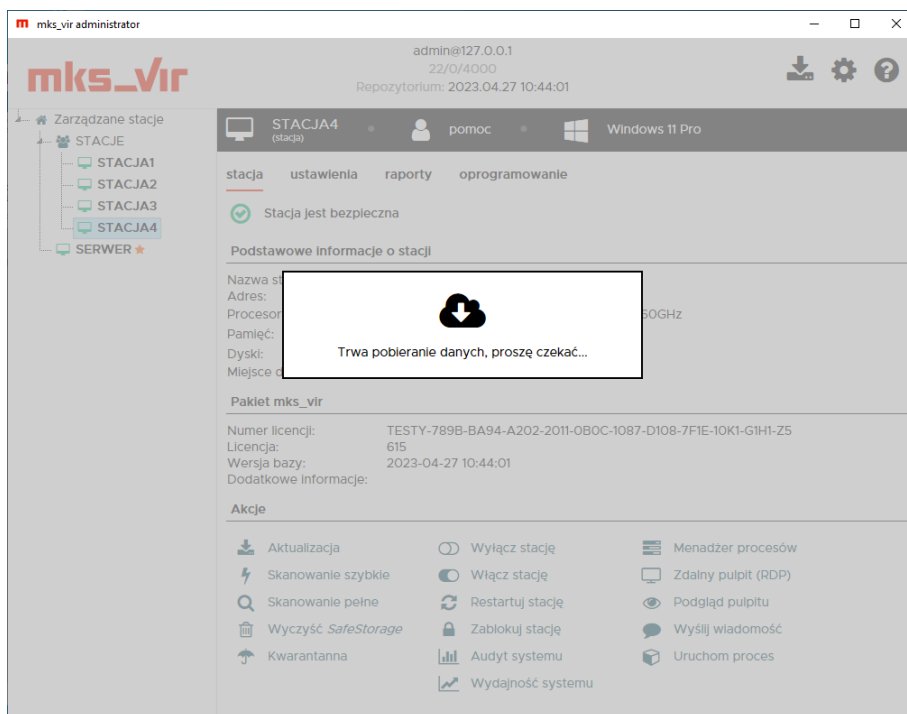 mks_vir administrator
mks_vir
admin@127.0.0.1
22/0/4000
Repozytorium: 2023.04.27 10:44:01
Zarządzane stacje
STACJE
STACJA1
STACJA2
STACJA3
STACJA4
SERWER
STACJA4
(stacja)
pomoc
Windows 11 Pro
stacja ustawienia raporty oprogramowanie
Stacja jest bezpieczna
Podstawowe informacje o stacji
Nazwa st
Adres:
Procesor 60GHz
Pamięć:
Dyski:
Miejsce d
Trwa pobieranie danych, proszę czekać...
Pakiet mks_vir
Numer licencji: TESTY-789B-BA94-A202-2011-0B0C-1087-D108-7F1E-10K1-G1H1-Z5
Licencja: 615
Wersja bazy: 2023-04-27 10:44:01
Dodatkowe informacje:
Akcje
Aktualizacja Wyłącz stację Menadżer procesów
Skanowanie szybkie Włącz stację Zdalny pulpit (RDP)
Skanowanie pełne Restartuj stację Podgląd pulpitu
Wyczyść SafeStorage Zablokuj stację Wyślij wiadomość
Kwarantanna Audyt systemu Uruchom proces
Wydajność systemu